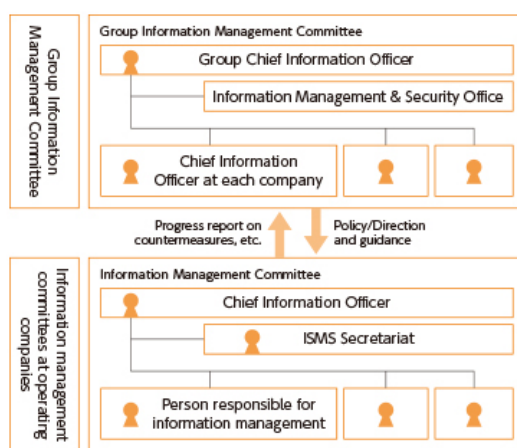 Group Information
Management Committee
Group Information Management Committee
Group Chief Information Officer
Information Management & Security Office
Chief Information
Officer at each company
Progress report on
countermeasures, etc.
Policy/Direction
and guidance
Information management
committees at operating
companies
Information Management Committee
Chief Information Officer
ISMS Secretariat
Person responsible for
information management